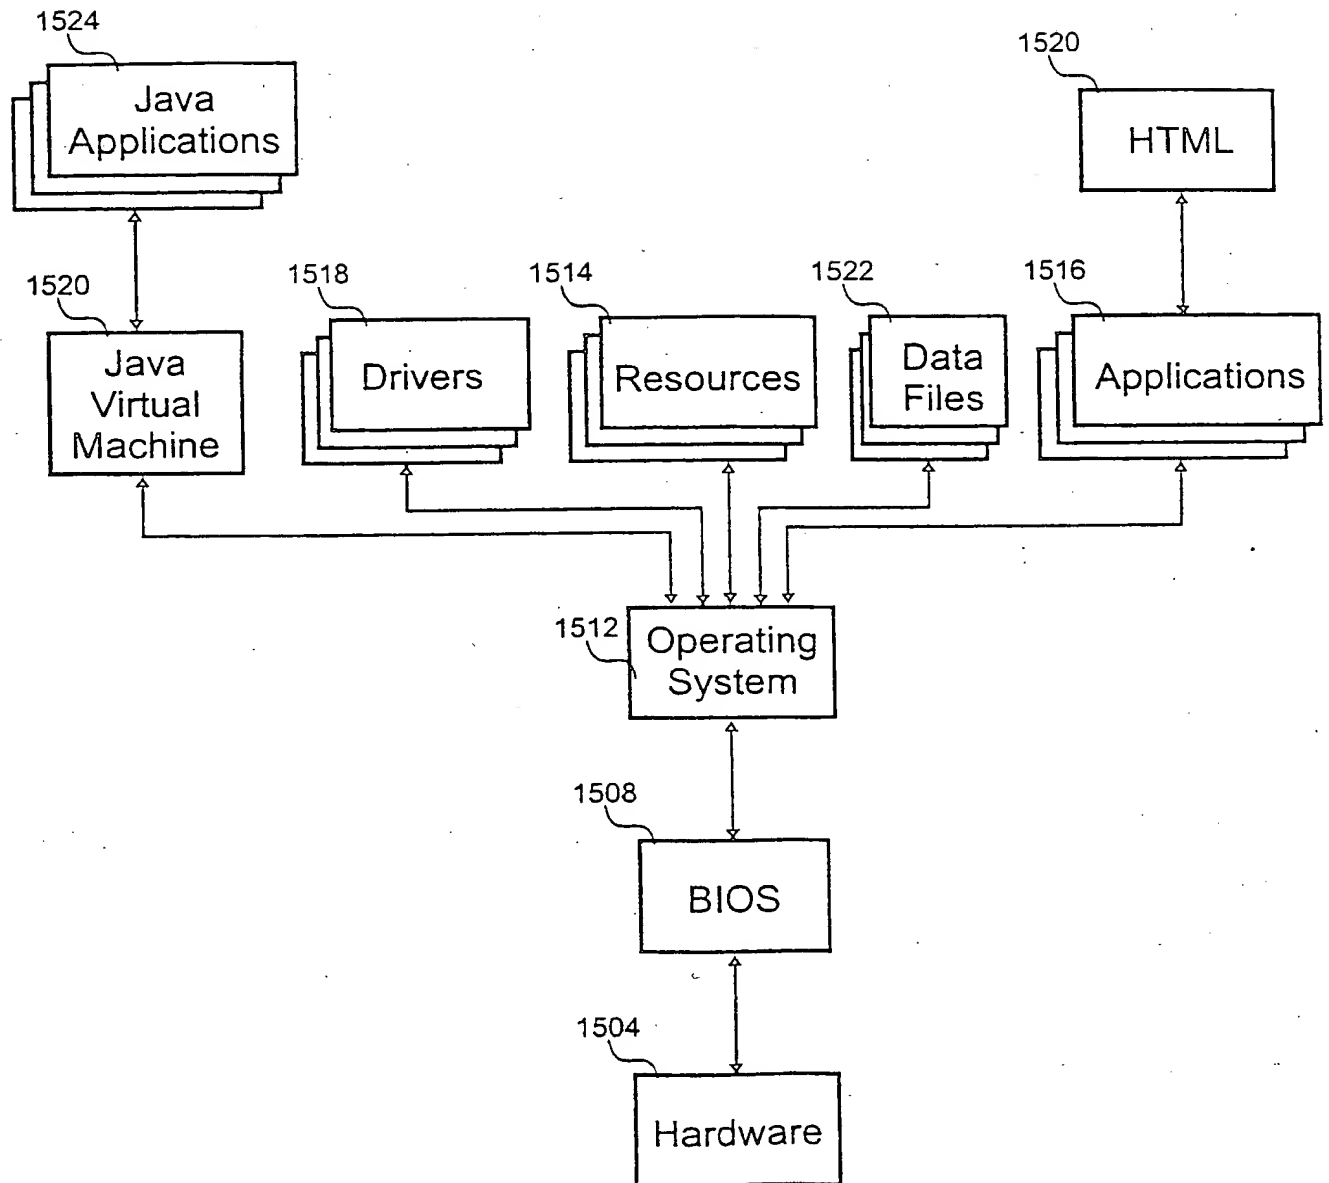 1524
Java
Applications
1520
HTML
1520
Java
Virtual
Machine
1518
Drivers
1514
Resources
1522
Data
Files
1516
Applications
1512
Operating
System
1508
BIOS
1504
Hardware